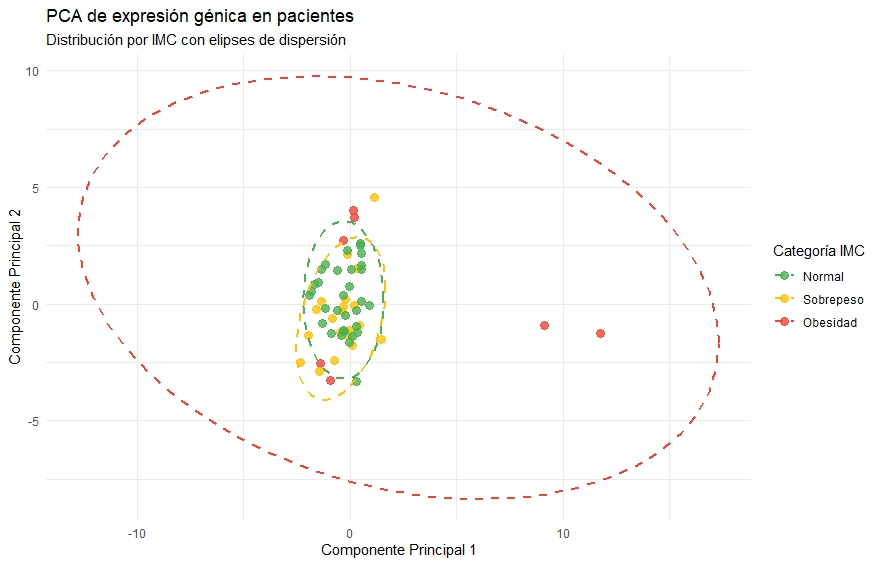 PCA de expresión génica en pacientes
Distribución por IMC con elipses de dispersión
10
5
0
-5
Componente Principal 2
-10
0
10
Componente Principal 1
Categoría IMC
Normal
Sobrepeso
Obesidad